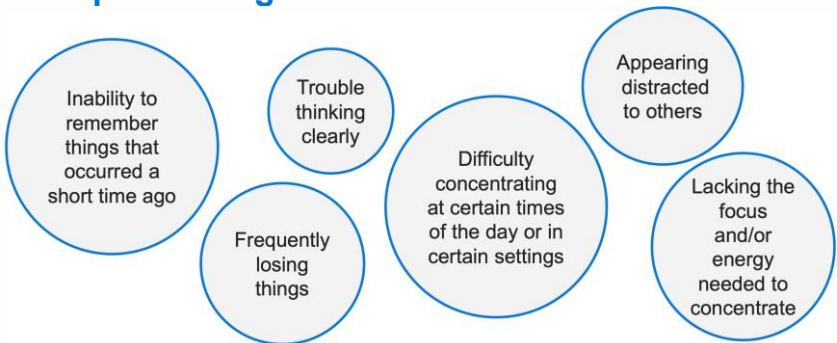 Inability to
remember
things that
occurred a
short time ago
Trouble
thinking
clearly
Frequently
losing
things
Difficulty
concentrating
at certain times
of the day or in
certain settings
Appearing
distracted
to others
Lacking the
focus
and/or
energy
needed to
concentrate